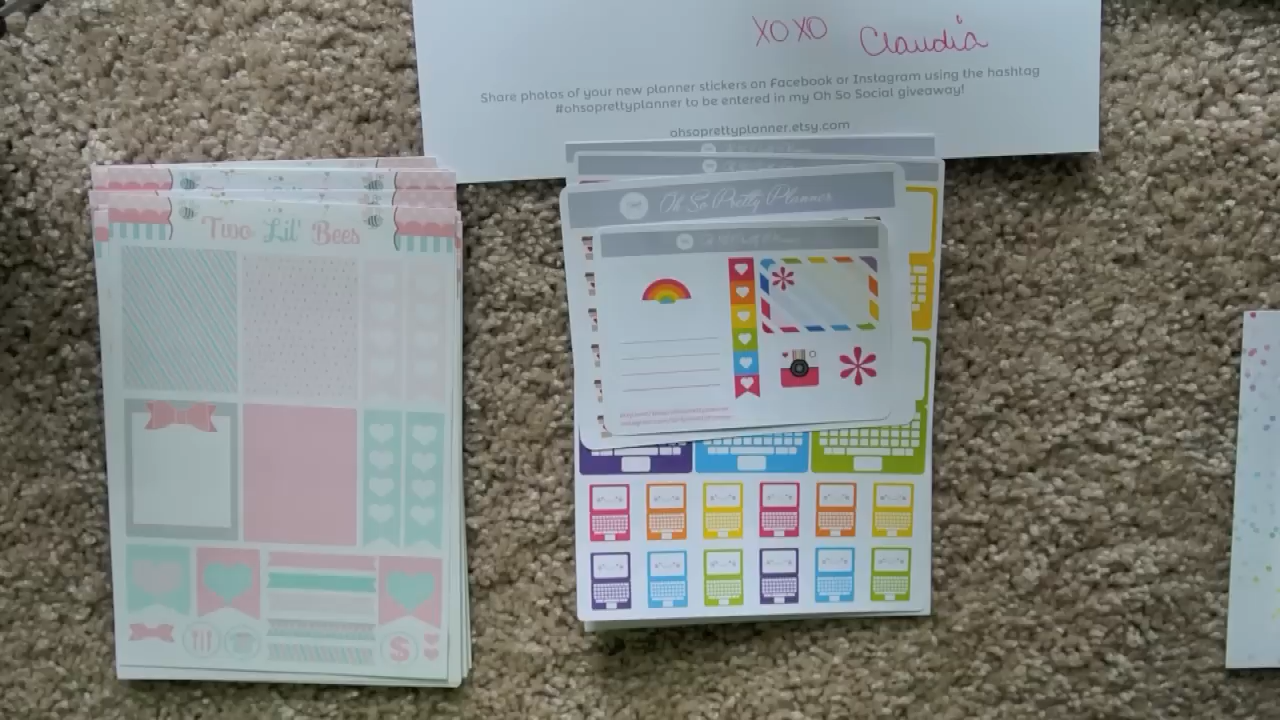 XOXO Claudia
Share photos of your new planner stickers on Facebook or Instagram using the hashtag
#ohsoprettyplanner to be entered in my Oh So Social giveaway!
ohsoprettyplanner.etsy.com
Two Lil' Bees
Oh So Pretty Planner
$